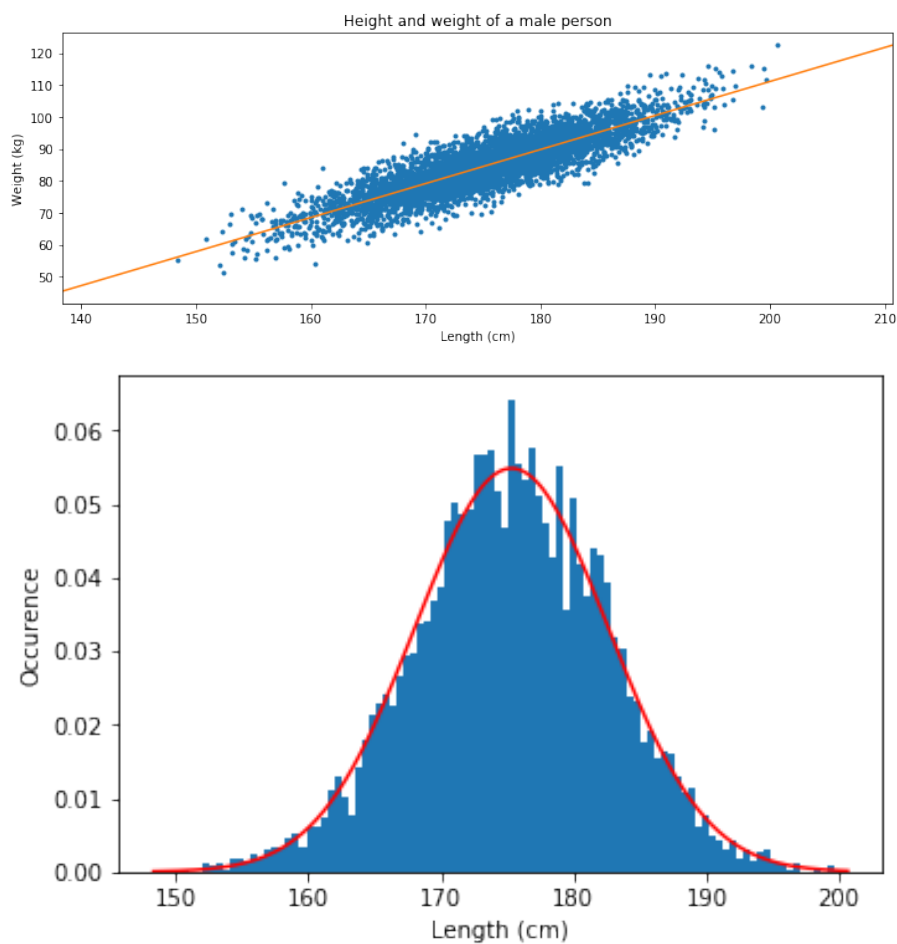 Height and weight of a male person
120
110
100
90
80
70
60
50
Weight (kg)
140 150 160 170 180 190 200 210
Length (cm)
0.06
0.05
0.04
0.03
0.02
0.01
0.00
Occurence
150 160 170 180 190 200
Length (cm)